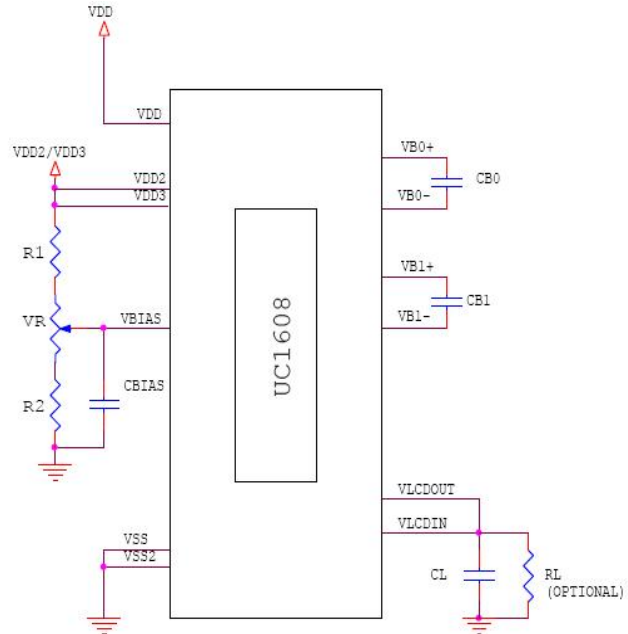 VDD
VDD
VDD2/VDD3
VDD2
VDD3
R1
VR
VBIAS
CBIAS
R2
VSS
VSS2
UC1608
VB0+
CB0
VB0-
VB1+
CB1
VB1-
VLCDOUT
VLCDIN
CL
RL
(OPTIONAL)